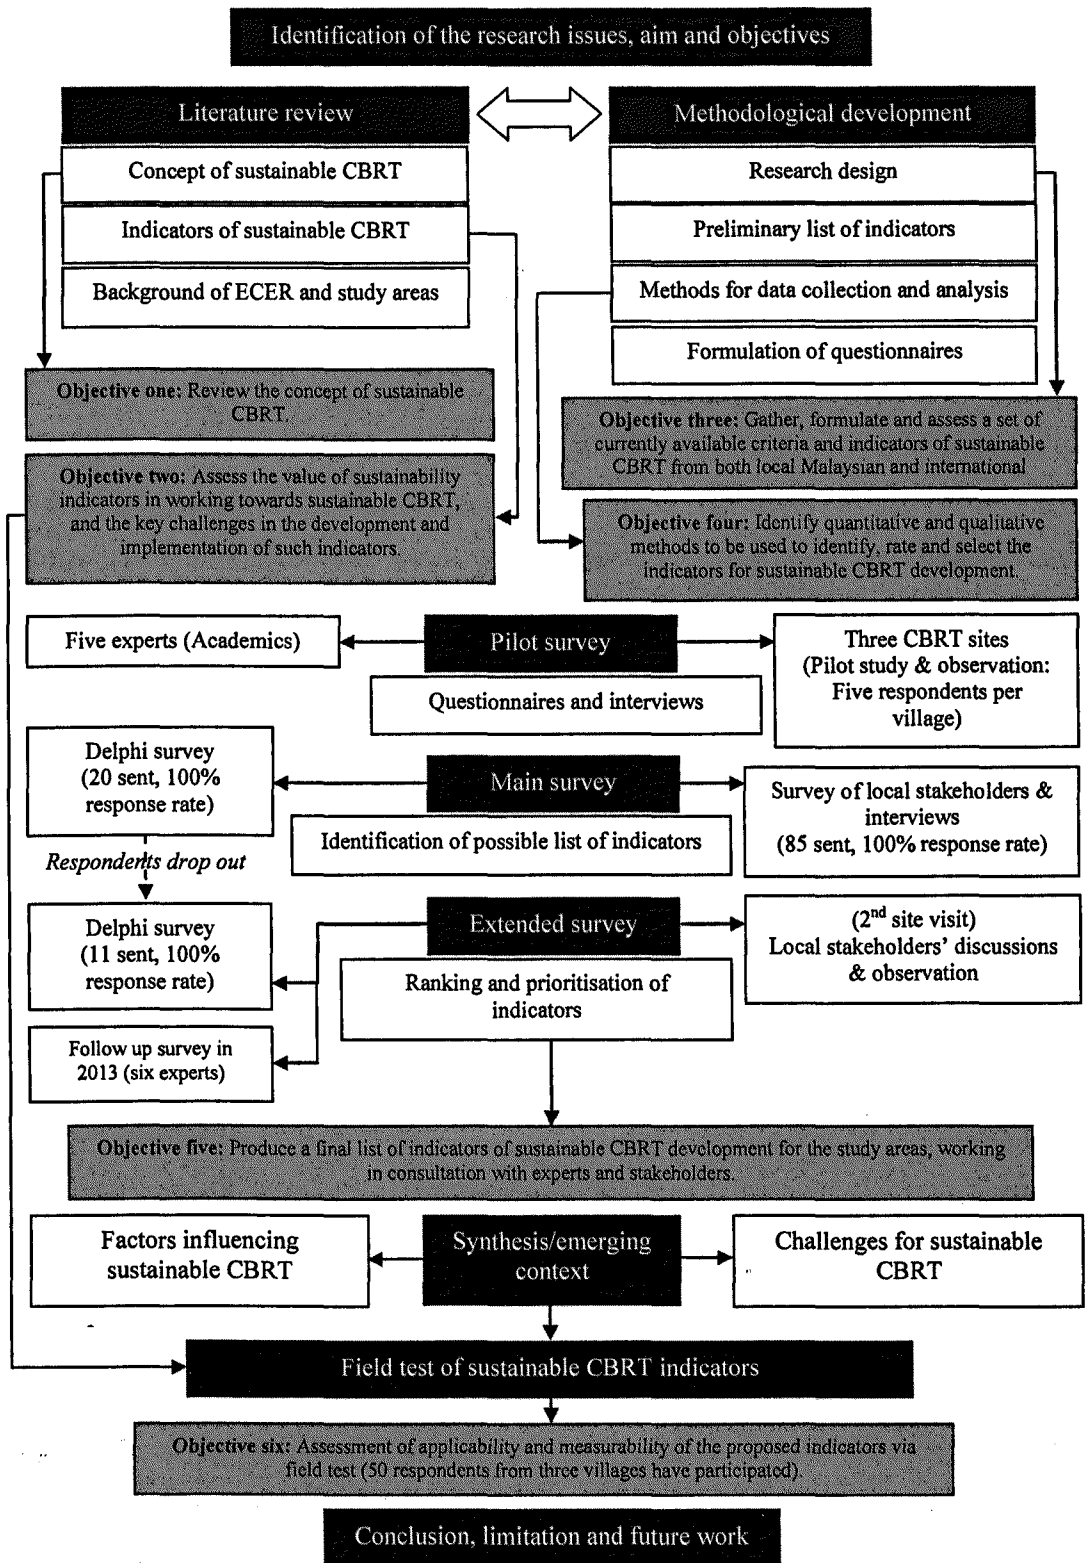 Identification of the research issues, aim and objectives
Literature review
Methodological development
Concept of sustainable CBRT
Indicators of sustainable CBRT
Background of ECER and study areas
Research design
Preliminary list of indicators
Methods for data collection and analysis
Formulation of questionnaires
Objective one: Review the concept of sustainable
CBRT.
Objective two: Assess the value of sustainability
indicators in working towards sustainable CBRT,
and the key challenges in the development and
implementation of such indicators.
Objective three: Gather, formulate and assess a set of
currently available criteria and indicators of sustainable
CBRT from both local Malaysian and international
Objective four: Identify quantitative and qualitative
methods to be used to identify, rate and select the
indicators for sustainable CBRT development.
Five experts (Academics)
Pilot survey
Questionnaires and interviews
Three CBRT sites
(Pilot study & observation:
Five respondents per
village)
Delphi survey
(20 sent, 100%
response rate)
Main survey
Identification of possible list of indicators
Survey of local stakeholders &
interviews
(85 sent, 100% response rate)
Respondents drop out
Delphi survey
(11 sent, 100%
response rate)
Extended survey
Ranking and prioritisation of
indicators
(2nd site visit)
Local stakeholders' discussions
& observation
Follow up survey in
2013 (six experts)
Objective five: Produce a final list of indicators of sustainable CBRT development for the study areas, working
in consultation with experts and stakeholders.
Factors influencing
sustainable CBRT
Synthesis/emerging
context
Challenges for sustainable
CBRT
Field test of sustainable CBRT indicators
Objective six: Assessment of applicability and measurability of the proposed indicators via
field test (50 respondents from three villages have participated).
Conclusion, limitation and future work